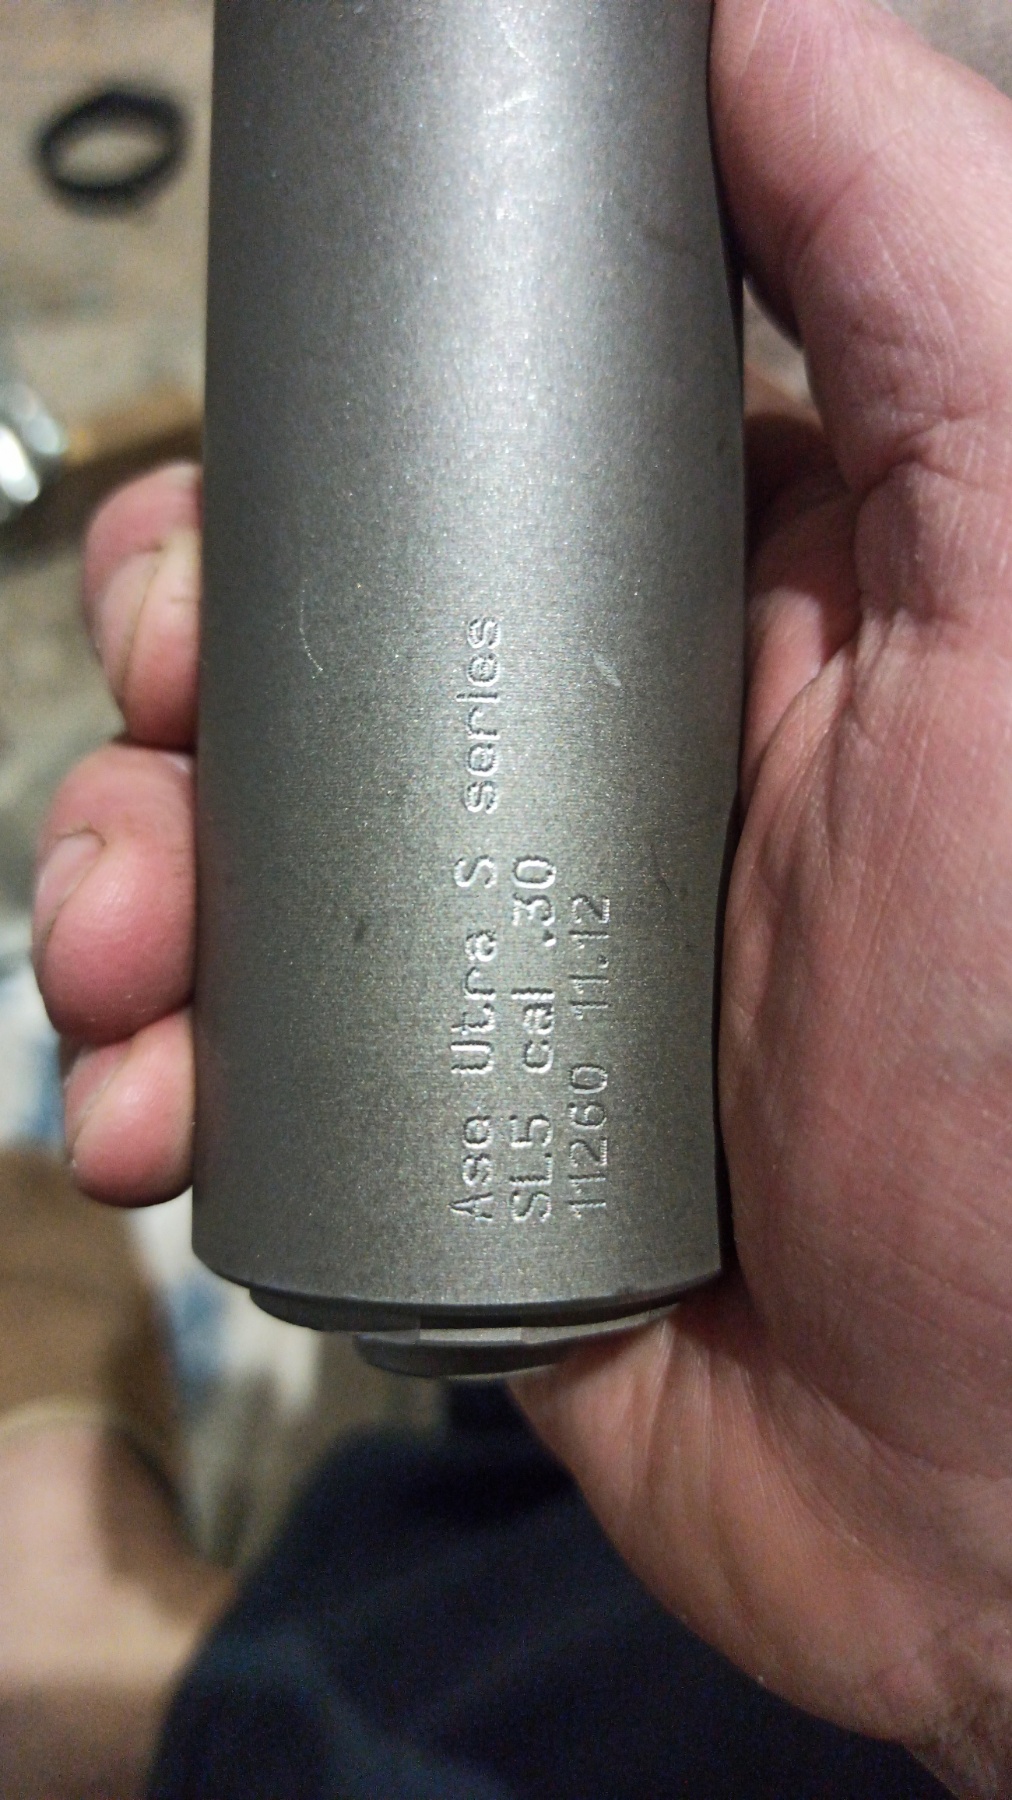 Ase Utra S series
SL5 cal .30
11260 11.12